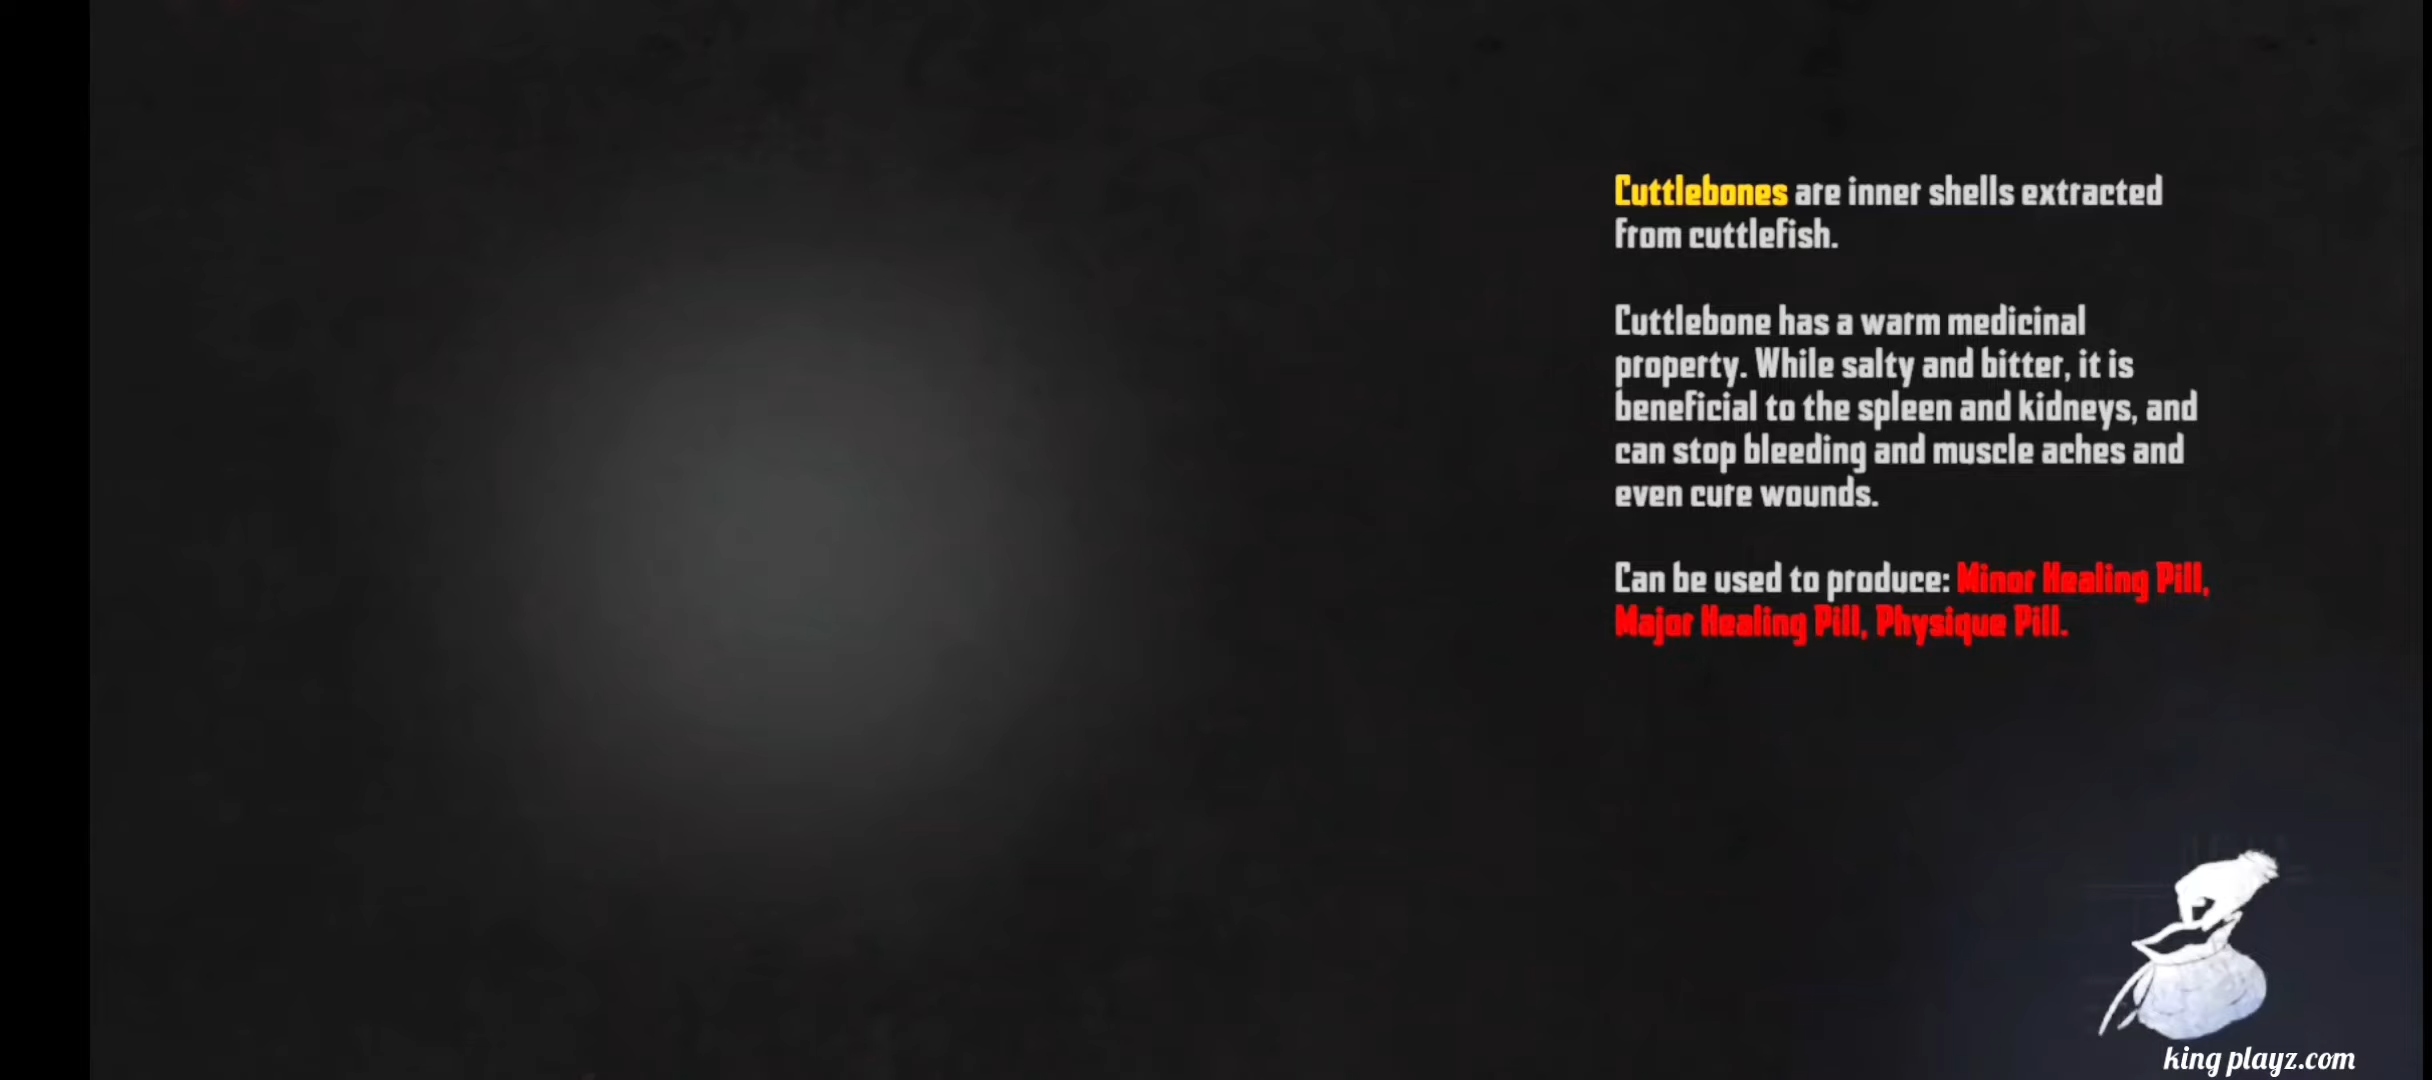 Cuttlebones are inner shells extracted
from cuttlefish.
Cuttlebone has a warm medicinal
property. While salty and bitter, it is
beneficial to the spleen and kidneys, and
can stop bleeding and muscle aches and
even cure wounds.
Can be used to produce: Minor Healing Pill,
Major Healing Pill, Physique Pill.
king playz.com